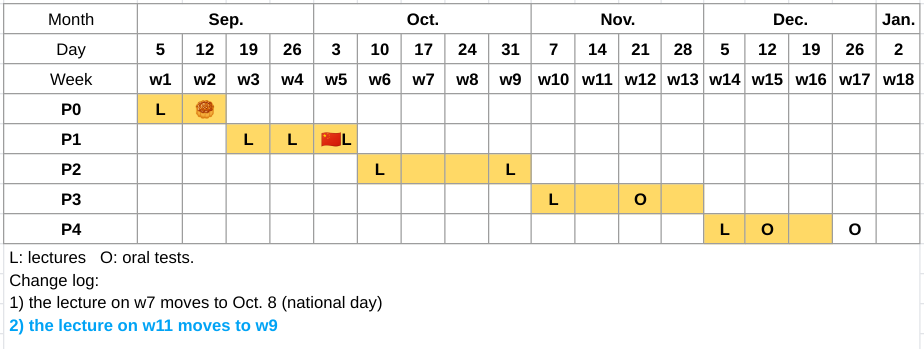 Month Sep. Oct. Nov. Dec. Jan.
Day 5 12 19 26 3 10 17 24 31 7 14 21 28 5 12 19 26 2
Week w1 w2 w3 w4 w5 w6 w7 w8 w9 w10 w11 w12 w13 w14 w15 w16 w17 w18
P0 L
P1 L L L
P2 L L
P3 L O
P4 L O O
L: lectures O: oral tests.
Change log:
1) the lecture on w7 moves to Oct. 8 (national day)
2) the lecture on w11 moves to w9